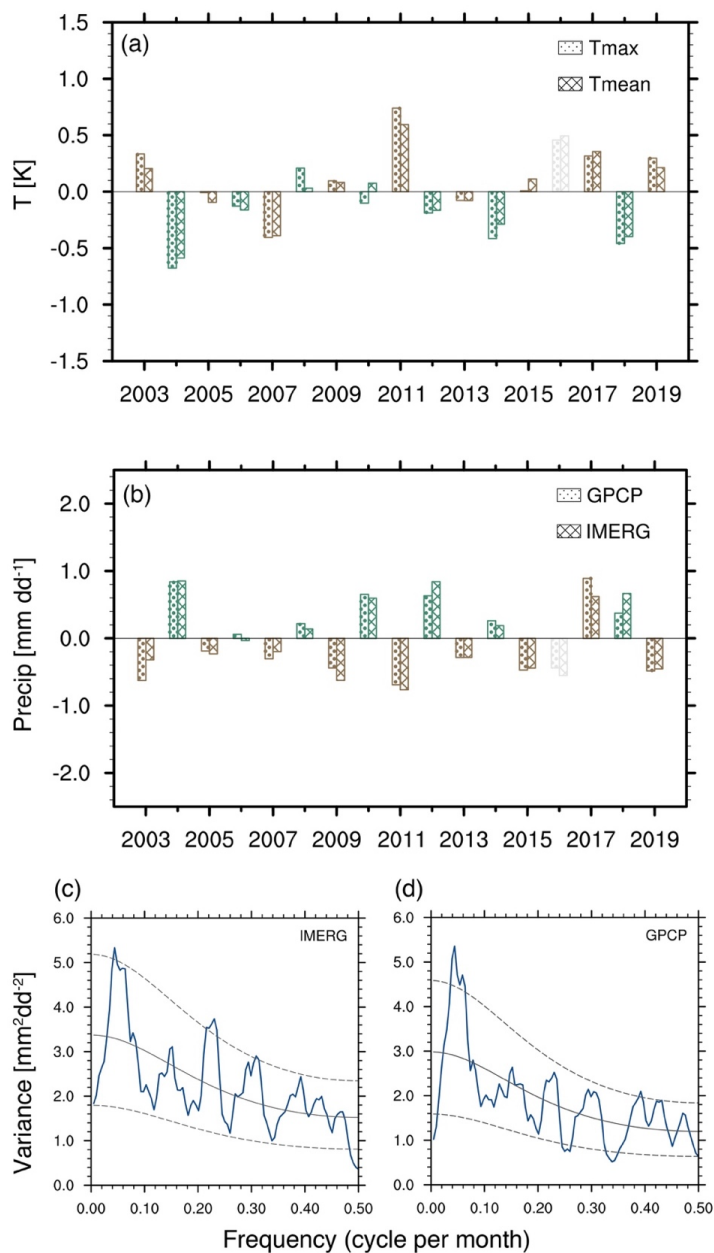 (a)
Tmax
Tmean
T [K]
1.5
1.0
0.5
0.0
-0.5
-1.0
-1.5
2003 2005 2007 2009 2011 2013 2015 2017 2019
(b)
GPCP
IMERG
Precip [mm dd⁻¹]
2.0
1.0
0.0
-1.0
-2.0
2003 2005 2007 2009 2011 2013 2015 2017 2019
(c)
IMERG
Variance [mm²dd⁻²]
6.0
5.0
4.0
3.0
2.0
1.0
0.0
0.00 0.10 0.20 0.30 0.40 0.50
(d)
GPCP
6.0
5.0
4.0
3.0
2.0
1.0
0.0
0.00 0.10 0.20 0.30 0.40 0.50
Frequency (cycle per month)